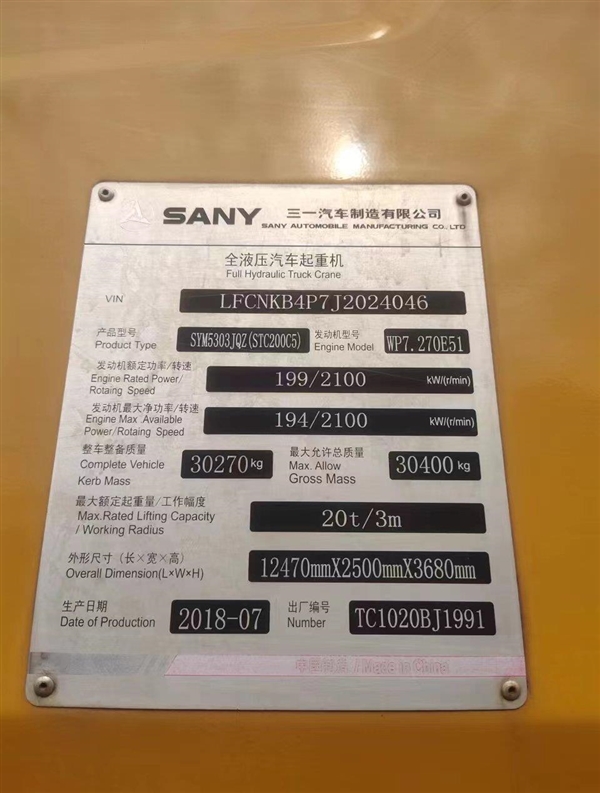 SANY 三一汽车制造有限公司
SANY AUTOMOBILE MANUFACTURING CO., LTD
全液压汽车起重机
Full Hydraulic Truck Crane
VIN LFCNKB4P7J2024046
产品型号 发动机型号
Product Type SYM5303JQZ(STC200C5) Engine Model WP7.270E51
发动机额定功率/转速
Engine Rated Power/ 199/2100 kW/(r/min)
Rotaing Speed
发动机最大净功率/转速
Engine Max .Available 194/2100 kW/(r/min)
Power/Rotaing Speed
整车整备质量 最大允许总质量
Complete Vehicle 30270 kg Max. Allow 30400 kg
Kerb Mass Gross Mass
最大额定起重量/工作幅度
Max.Rated Lifting Capacity 20t/3m
/ Working Radius
外形尺寸（长×宽×高）
Overall Dimension(L×W×H) 12470mmX2500mmX3680mm
生产日期 出厂编号
Date of Production 2018-07 Number TC1020BJ1991
中国制造 / Made in China